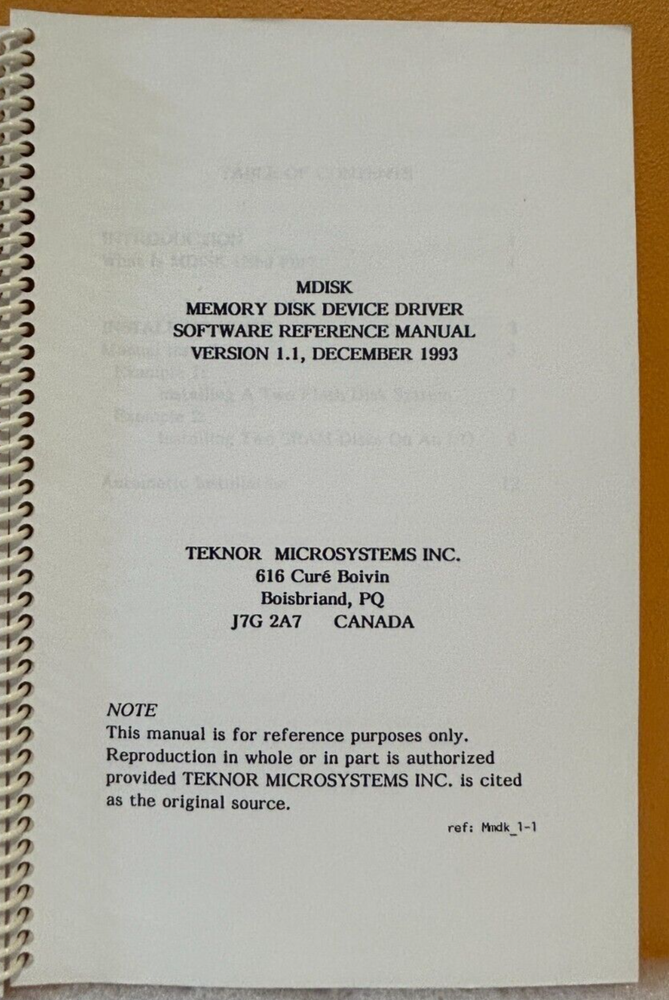 MDISK
MEMORY DISK DEVICE DRIVER
SOFTWARE REFERENCE MANUAL
VERSION 1.1, DECEMBER 1993
TEKNOR MICROSYSTEMS INC.
616 Curé Boivin
Boisbriand, PQ
J7G 2A7 CANADA
NOTE
This manual is for reference purposes only.
Reproduction in whole or in part is authorized
provided TEKNOR MICROSYSTEMS INC. is cited
as the original source.
ref: Mmdk_1-1